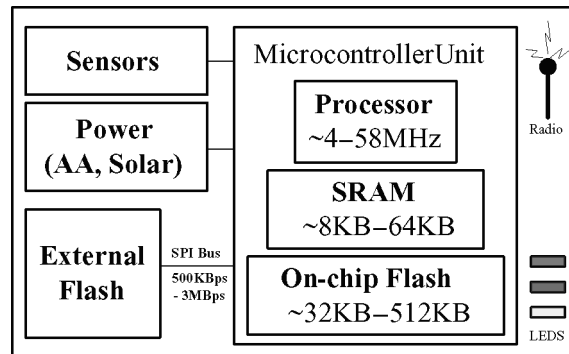 Sensors
Power
(AA, Solar)
External
Flash
SPI Bus
500KBps
- 3MBps
MicrocontrollerUnit
Processor
~4–58MHz
SRAM
~8KB–64KB
On-chip Flash
~32KB–512KB
Radio
LEDS